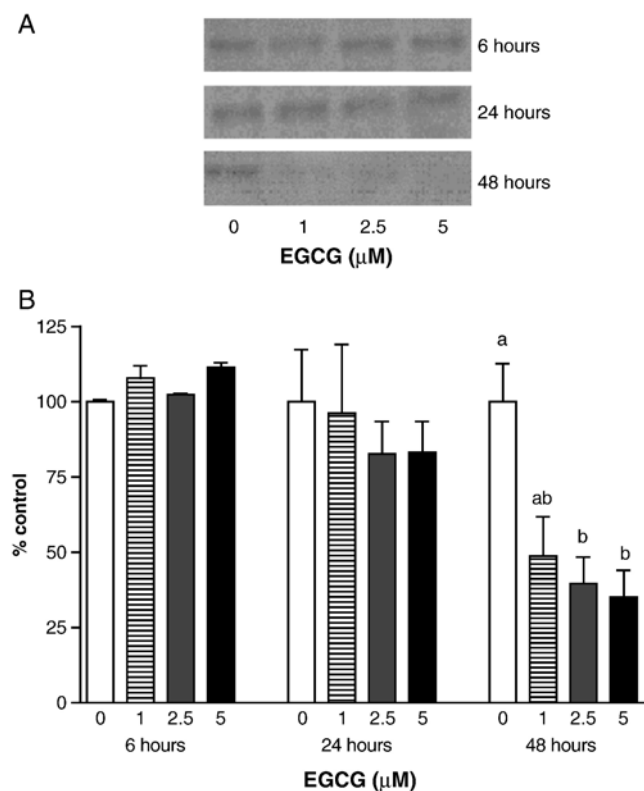 A
6 hours
24 hours
48 hours
0 1 2.5 5
EGCG (μM)
B
125
100
75
50
25
0
% control
a
ab
b
b
0 1 2.5 5 0 1 2.5 5 0 1 2.5 5
6 hours 24 hours 48 hours
EGCG (μM)